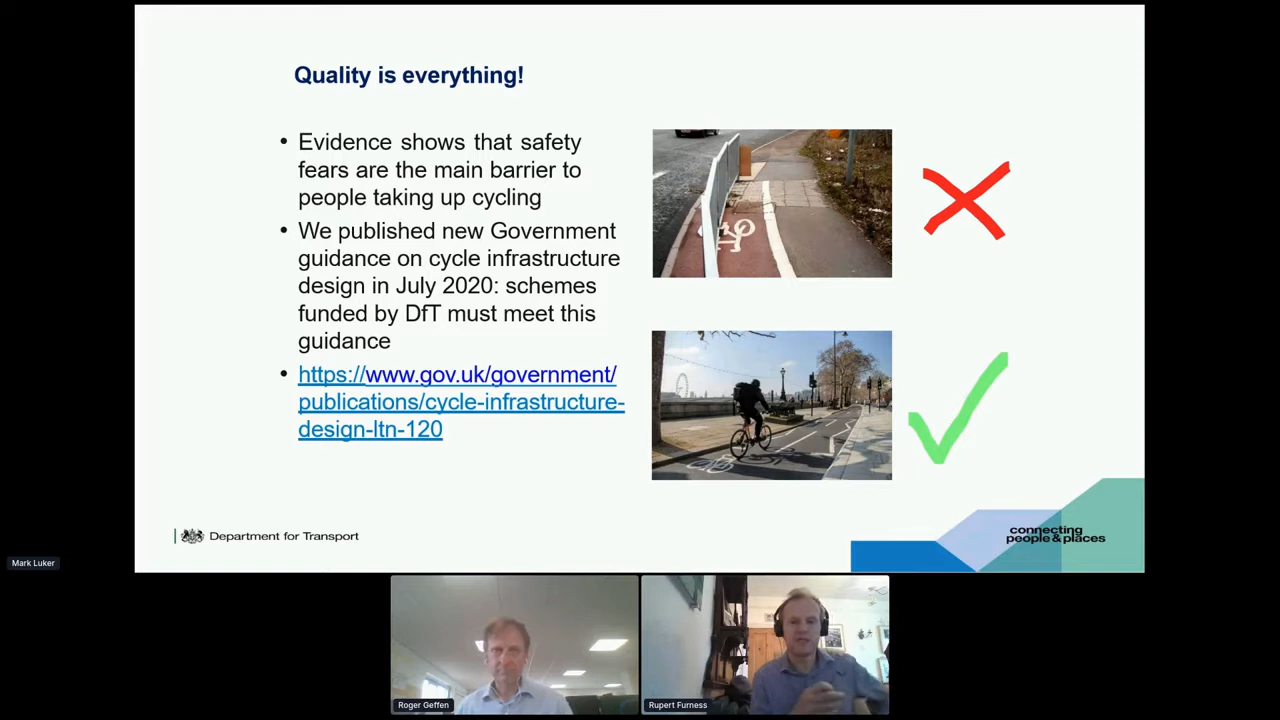 Quality is everything!
• Evidence shows that safety
fears are the main barrier to
people taking up cycling
• We published new Government
guidance on cycle infrastructure
design in July 2020: schemes
funded by DfT must meet this
guidance
• https://www.gov.uk/government/
publications/cycle-infrastructure-
design-ltn-120
Department for Transport
connecting
people & places
Mark Luker
Roger Geffen
Rupert Furness